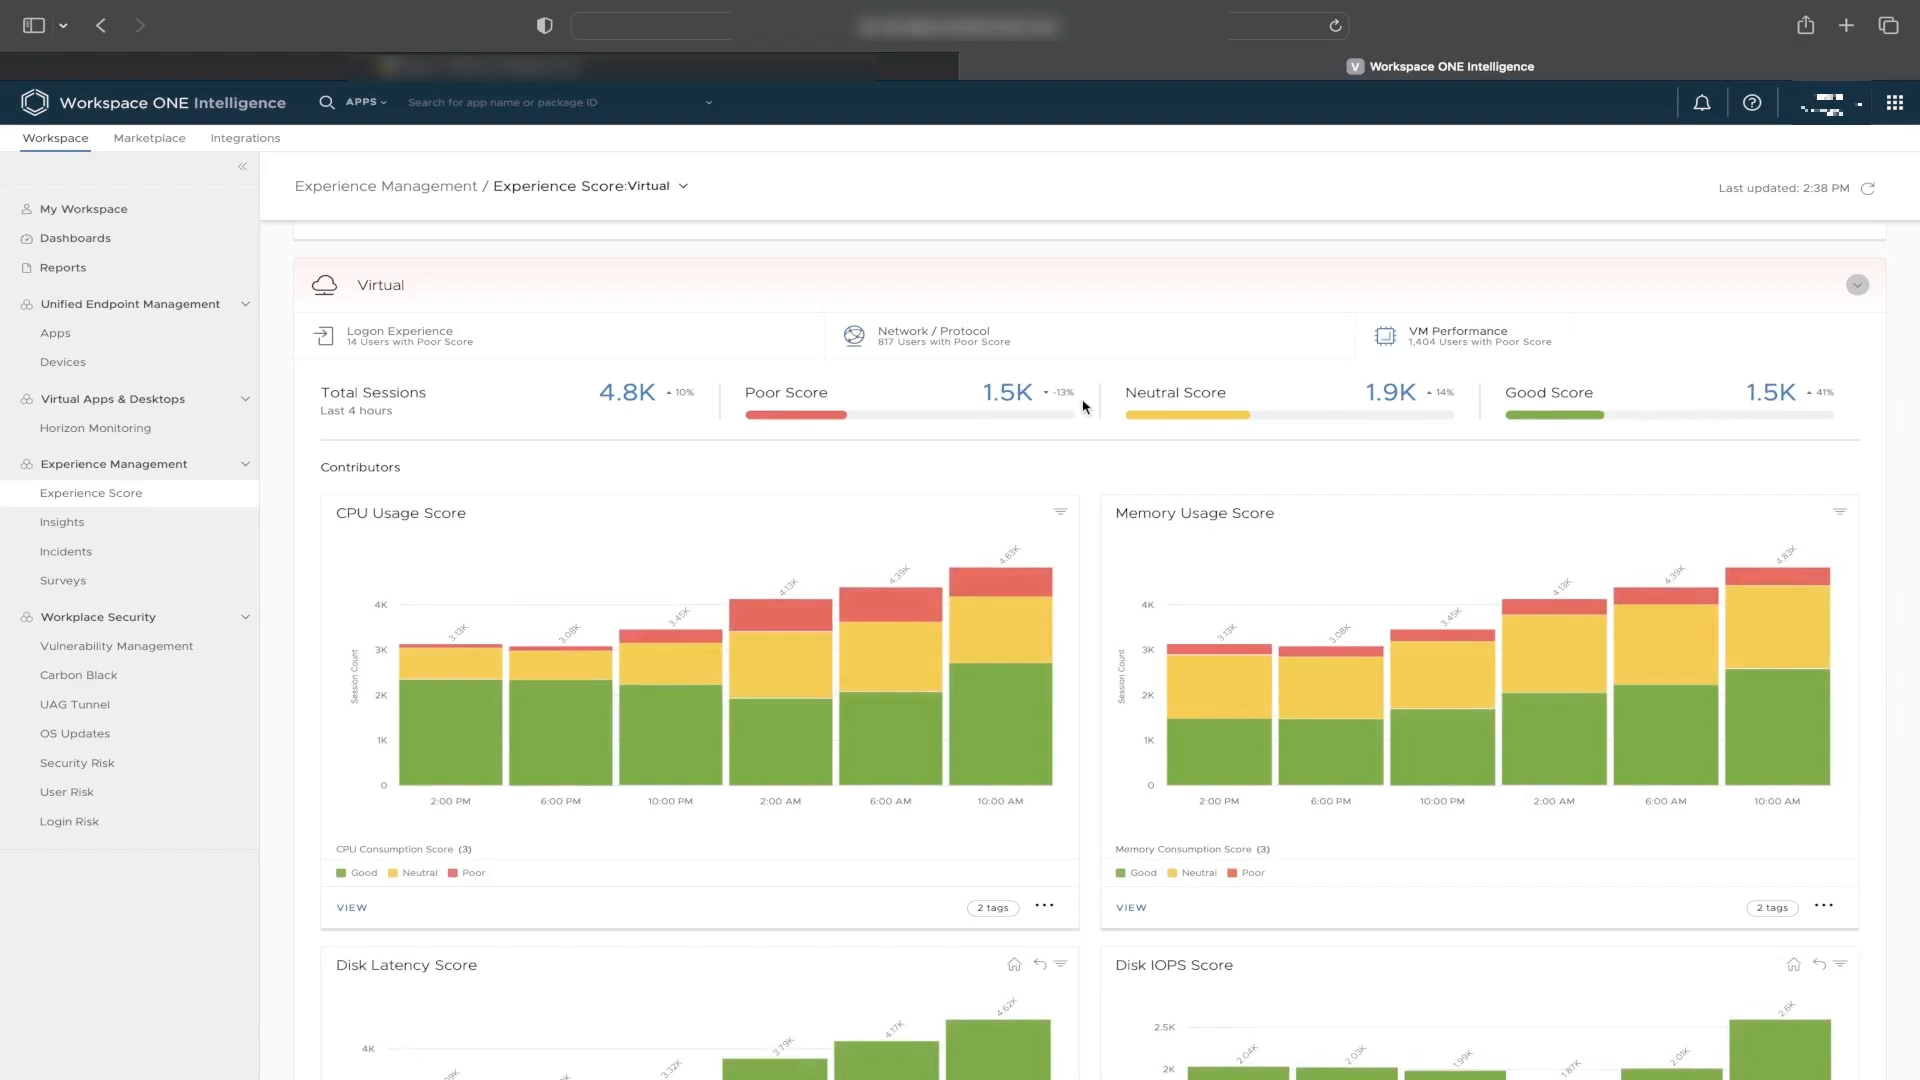 V Workspace ONE Intelligence
Workspace ONE Intelligence APPS Search for app name or package ID
Workspace Marketplace Integrations
Experience Management / Experience Score:Virtual
Last updated: 2:38 PM
My Workspace
Dashboards
Reports
Unified Endpoint Management
Apps
Devices
Virtual Apps & Desktops
Horizon Monitoring
Experience Management
Experience Score
Insights
Incidents
Surveys
Workplace Security
Vulnerability Management
Carbon Black
UAG Tunnel
OS Updates
Security Risk
User Risk
Login Risk
Virtual
Logon Experience
14 Users with Poor Score
Network / Protocol
817 Users with Poor Score
VM Performance
1,404 Users with Poor Score
Total Sessions 4.8K 10%
Last 4 hours
Poor Score 1.5K -13%
Neutral Score 1.9K 14%
Good Score 1.5K 41%
Contributors
CPU Usage Score
4.83K
4.39K
4.13K
3.45K
3.13K
3.08K
4K
3K
2K
1K
0
Session Count
2:00 PM 6:00 PM 10:00 PM 2:00 AM 6:00 AM 10:00 AM
CPU Consumption Score (3)
Good Neutral Poor
VIEW 2 tags
Memory Usage Score
4.83K
4.39K
4.13K
3.45K
3.13K
3.08K
4K
3K
2K
1K
0
Session Count
2:00 PM 6:00 PM 10:00 PM 2:00 AM 6:00 AM 10:00 AM
Memory Consumption Score (3)
Good Neutral Poor
VIEW 2 tags
Disk Latency Score
4.62K
4.17K
3.79K
3.32K
4K
Disk IOPS Score
2.6K
2.5K
2.04K
2.03K
1.99K
1.87K
2.01K
2K